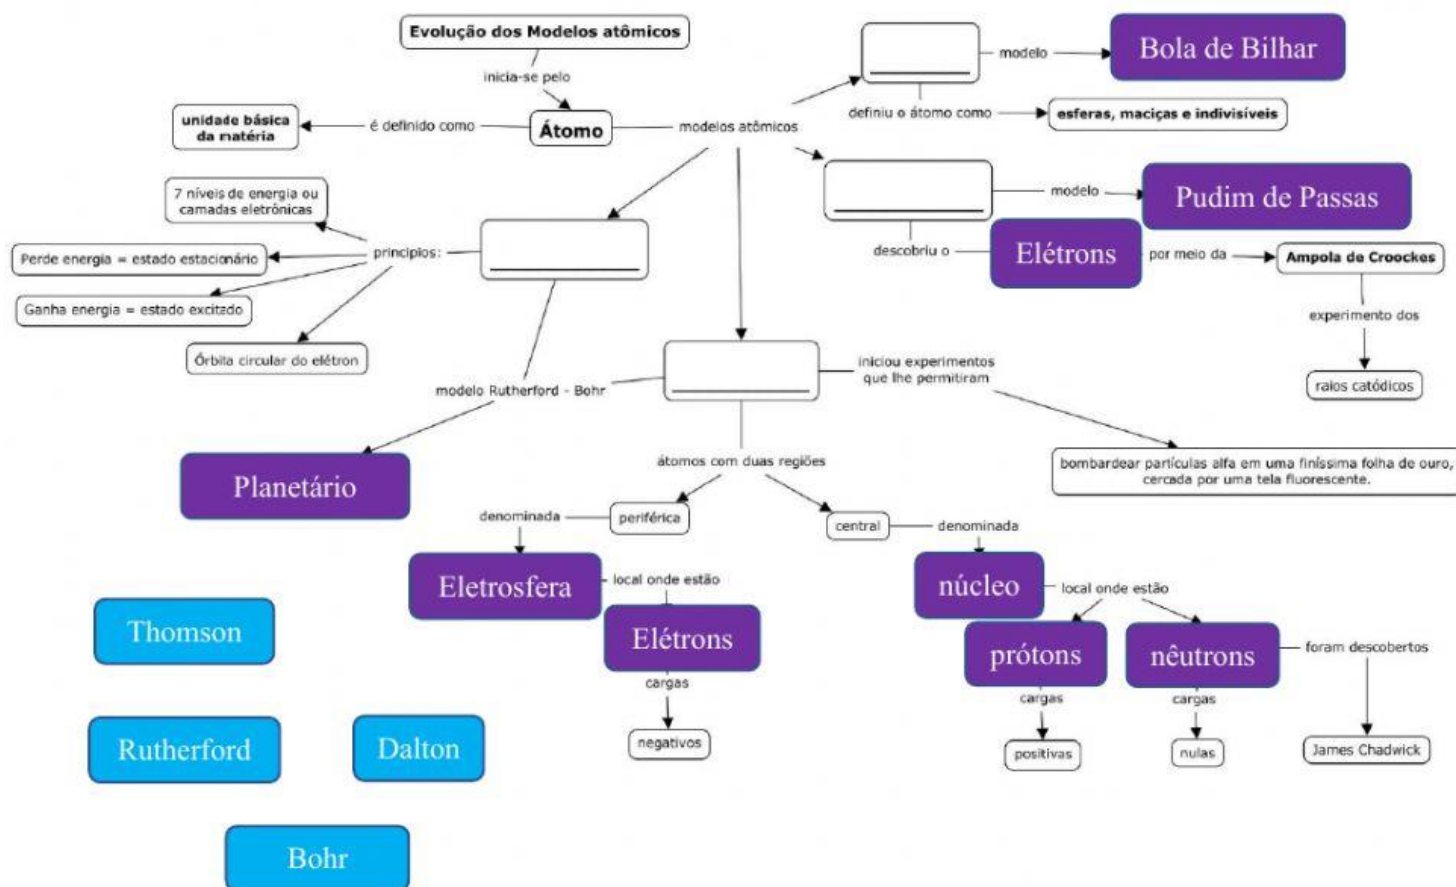 Evolução dos Modelos atômicos
inicia-se pelo
Átomo
é definido como
unidade básica
da matéria
modelos atômicos
modelo
Bola de Bilhar
definiu o átomo como
esferas, maciças e indivisíveis
modelo
Pudim de Passas
descobriu o
Elétrons
por meio da
Ampola de Croockes
experimento dos
raios catódicos
7 níveis de energia ou
camadas eletrônicas
principios:
Perde energia = estado estacionário
Ganha energia = estado excitado
Órbita circular do elétron
modelo Rutherford - Bohr
Planetário
iniciou experimentos
que lhe permitiram
bombardear partículas alfa em uma finíssima folha de ouro,
cercada por uma tela fluorescente.
átomos com duas regiões
periférica
denominada
Eletrosfera
local onde estão
Elétrons
cargas
negativos
central
denominada
núcleo
local onde estão
prótons
cargas
positivas
nêutrons
cargas
nulas
foram descobertos
James Chadwick
Thomson
Rutherford
Dalton
Bohr